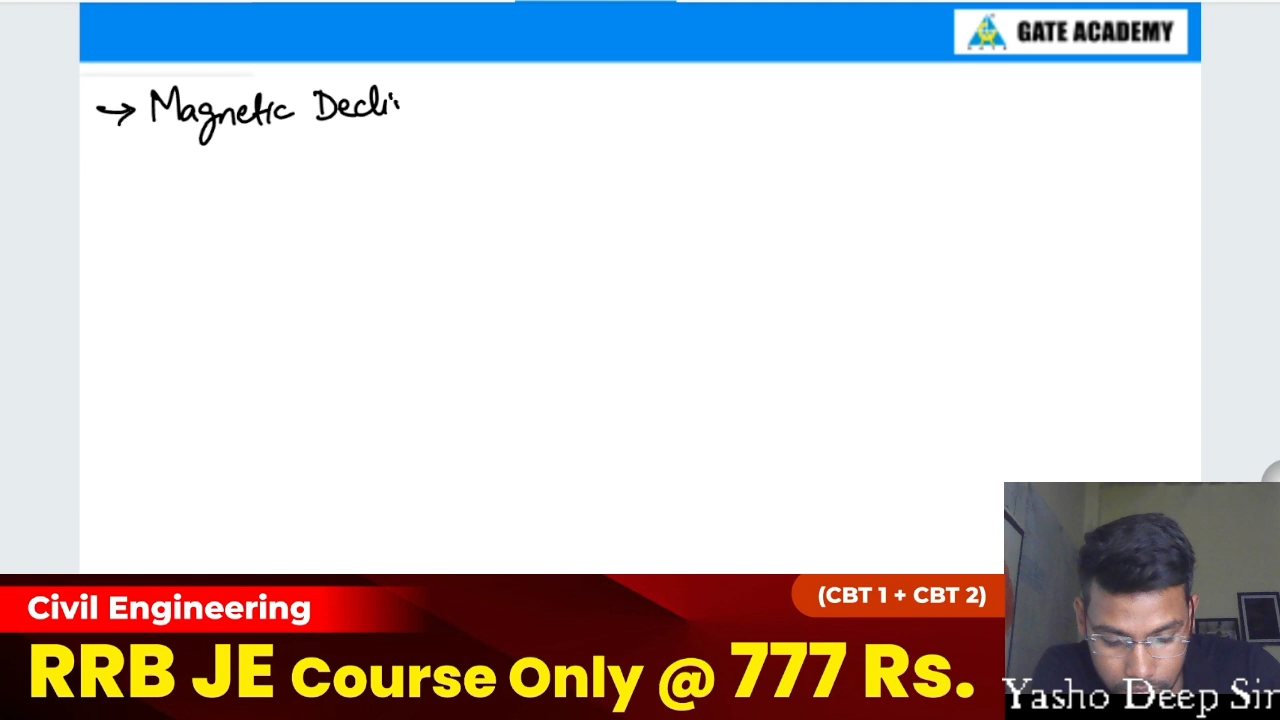 GATE ACADEMY
→ Magnetic Decli
Civil Engineering
(CBT 1 + CBT 2)
RRB JE Course Only @ 777 Rs.
Yasho Deep Sir